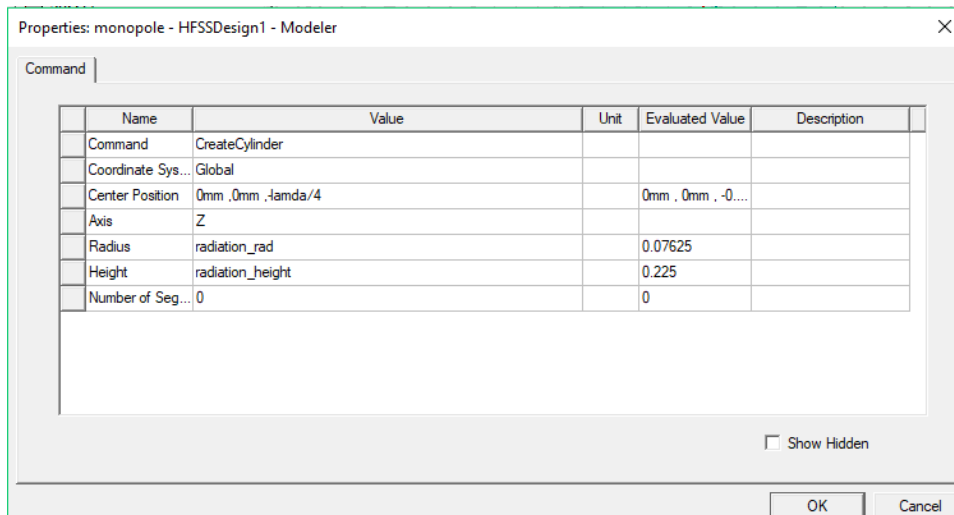 Properties: monopole - HFSSDesign1 - Modeler
Command
Name Value Unit Evaluated Value Description
Command CreateCylinder
Coordinate Sys... Global
Center Position 0mm ,0mm ,-lamda/4 0mm , 0mm , -0....
Axis Z
Radius radiation_rad 0.07625
Height radiation_height 0.225
Number of Seg... 0 0
Show Hidden
OK Cancel